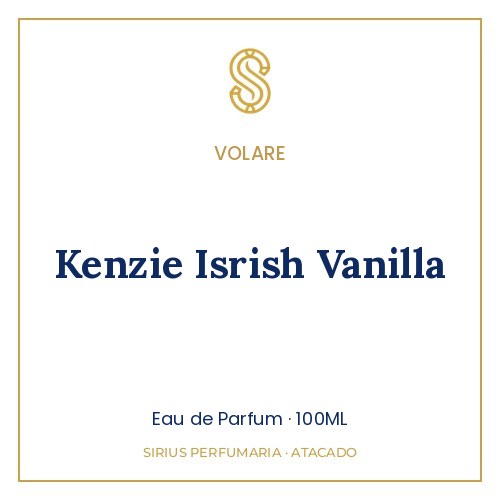 VOLARE
Kenzie Isrish Vanilla
Eau de Parfum · 100ML
SIRIUS PERFUMARIA · ATACADO